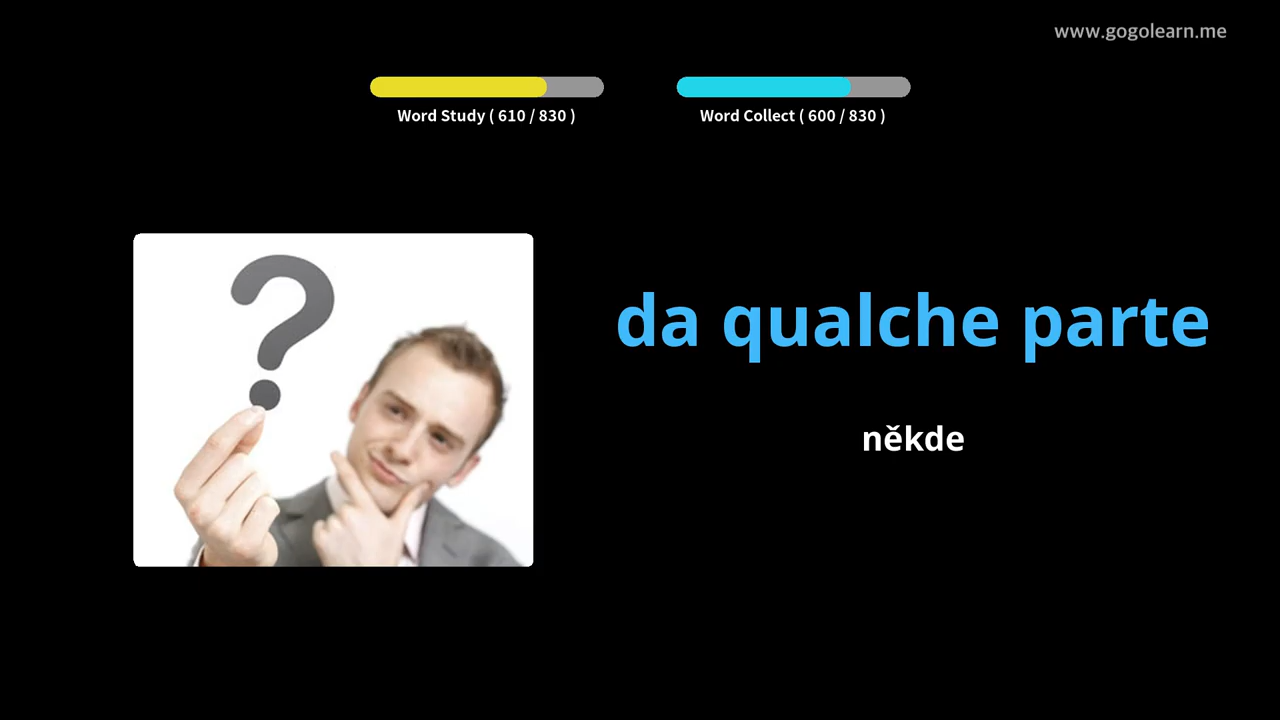 www.gogolearn.me
Word Study ( 610 / 830 )
Word Collect ( 600 / 830 )
?
da qualche parte
někde